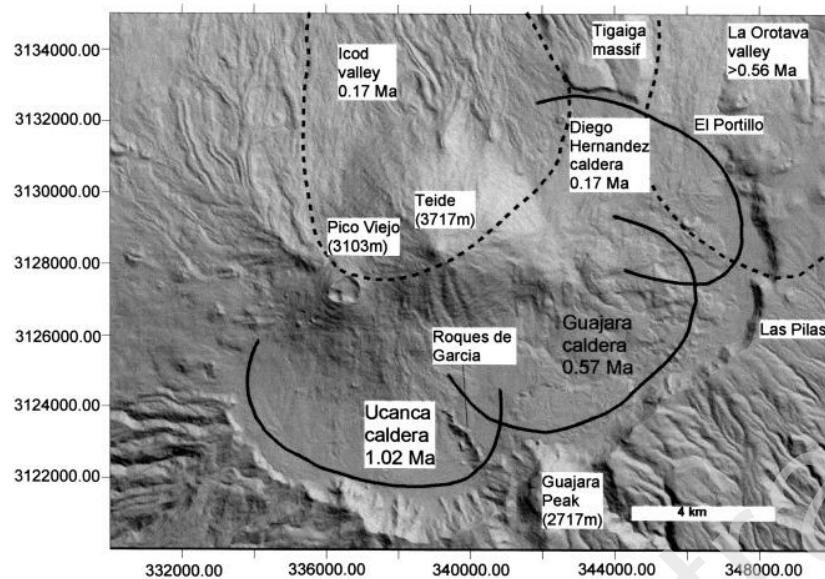 3134000.00
3132000.00
3130000.00
3128000.00
3126000.00
3124000.00
3122000.00
Icod
valley
0.17 Ma
Tigaiga
massif
La Orotava
valley
>0.56 Ma
El Portillo
Diego
Hernandez
caldera
0.17 Ma
Teide
(3717m)
Pico Viejo
(3103m)
Guajara
caldera
0.57 Ma
Las Pilas
Roques de
Garcia
Ucanca
caldera
1.02 Ma
Guajara
Peak
(2717m)
4 km
332000.00
336000.00
340000.00
344000.00
348000.00